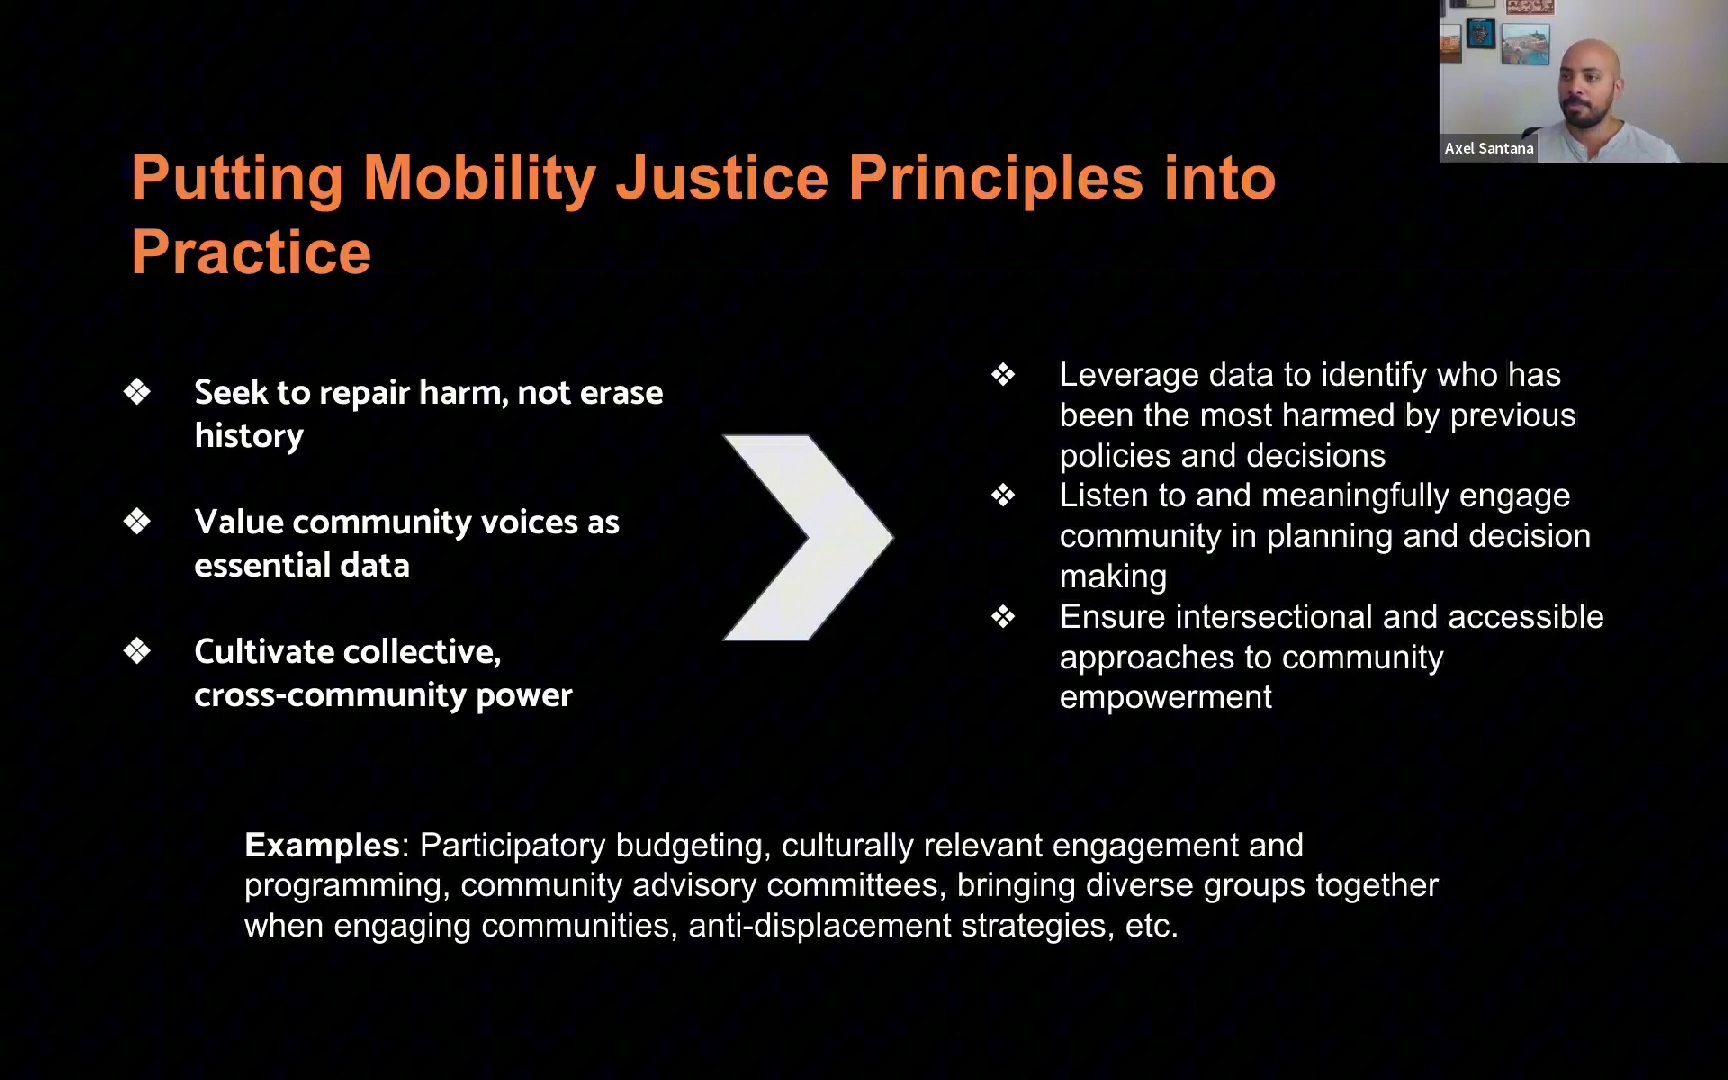 Axel Santana
Putting Mobility Justice Principles into
Practice
❖ Seek to repair harm, not erase
history
❖ Value community voices as
essential data
❖ Cultivate collective,
cross-community power
❖ Leverage data to identify who has
been the most harmed by previous
policies and decisions
❖ Listen to and meaningfully engage
community in planning and decision
making
❖ Ensure intersectional and accessible
approaches to community
empowerment
Examples: Participatory budgeting, culturally relevant engagement and
programming, community advisory committees, bringing diverse groups together
when engaging communities, anti-displacement strategies, etc.